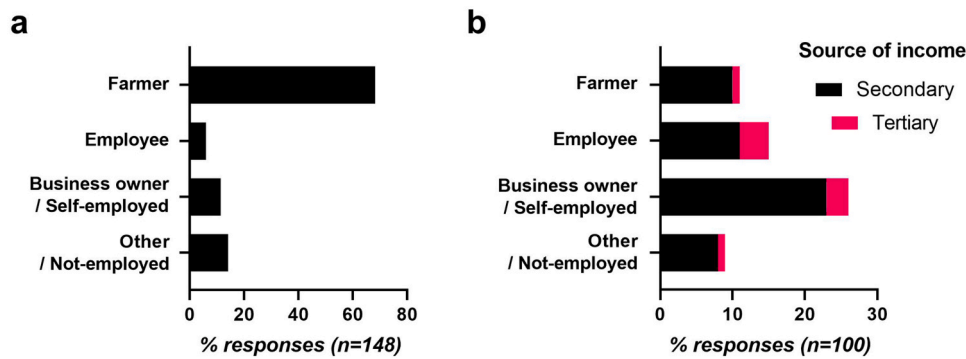 a
Farmer
Employee
Business owner
/ Self-employed
Other
/ Not-employed
0 20 40 60 80
% responses (n=148)
b
Source of income
Secondary
Tertiary
Farmer
Employee
Business owner
/ Self-employed
Other
/ Not-employed
0 10 20 30
% responses (n=100)